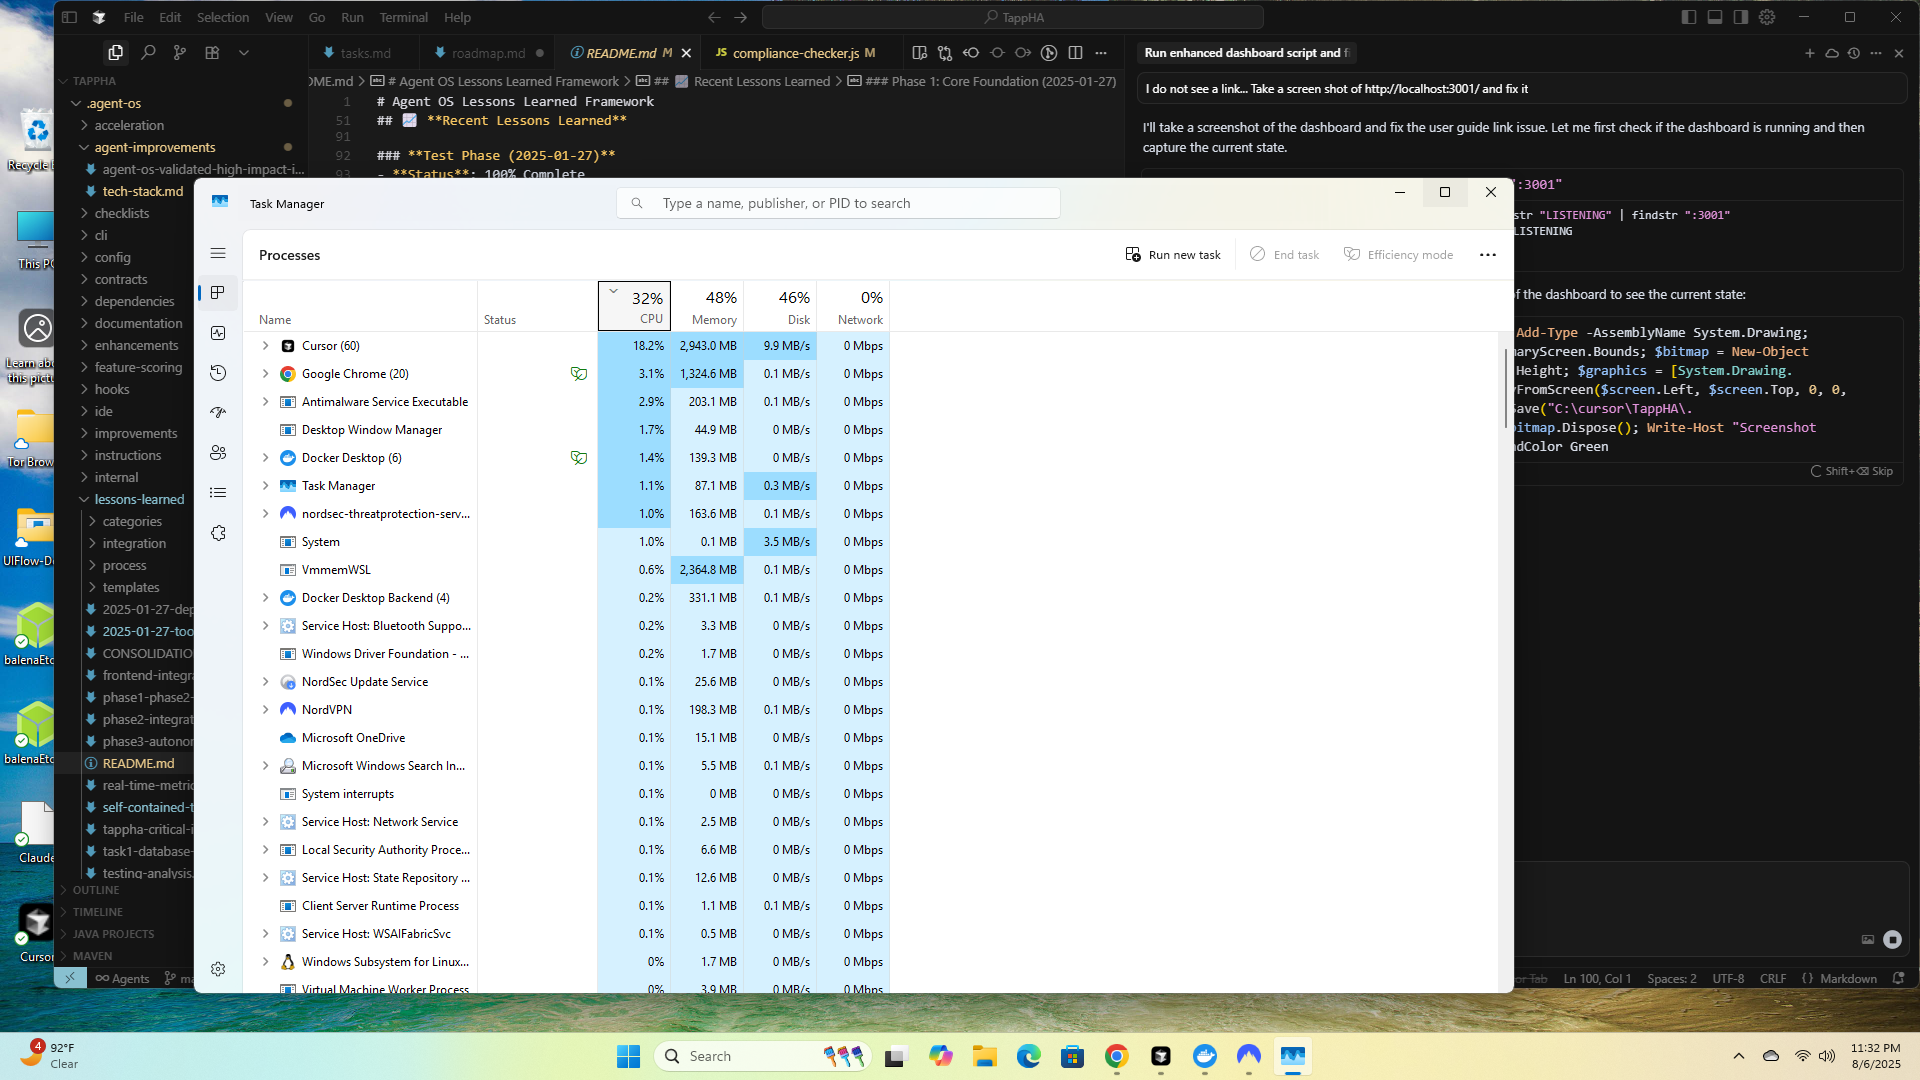 File Edit Selection View Go Run Terminal Help
TappHA
tasks.md
roadmap.md
README.md M
JS compliance-checker.js M
Run enhanced dashboard script and fi
TAPPHA
.agent-os
acceleration
agent-improvements
agent-os-validated-high-impact-i...
tech-stack.md
checklists
cli
config
contracts
dependencies
documentation
enhancements
feature-scoring
hooks
ide
improvements
instructions
internal
lessons-learned
categories
integration
process
templates
2025-01-27-dep
2025-01-27-too
CONSOLIDATIO
frontend-integra
phase1-phase2-
phase2-integrat
phase3-autonor
README.md
real-time-metric
self-contained-t
tappha-critical-i
task1-database-
testing-analysis.
OUTLINE
TIMELINE
JAVA PROJECTS
MAVEN
OME.md > # Agent OS Lessons Learned Framework > ## 📈 Recent Lessons Learned > ### Phase 1: Core Foundation (2025-01-27)
1 # Agent OS Lessons Learned Framework
51 ## 📈 **Recent Lessons Learned**
91
92 ### **Test Phase (2025-01-27)**
93 - **Status**: 100% Complete
I do not see a link... Take a screen shot of http://localhost:3001/ and fix it
I'll take a screenshot of the dashboard and fix the user guide link issue. Let me first check if the dashboard is running and then
capture the current state.
":3001"
str "LISTENING" | findstr ":3001"
LISTENING
of the dashboard to see the current state:
Add-Type -AssemblyName System.Drawing;
maryScreen.Bounds; $bitmap = New-Object
Height; $graphics = [System.Drawing.
yFromScreen($screen.Left, $screen.Top, 0, 0,
Save("C:\cursor\TappHA\.
bitmap.Dispose(); Write-Host "Screenshot
ndColor Green
Shift+⌫ Skip
Task Manager
Type a name, publisher, or PID to search
Processes
Run new task
End task
Efficiency mode
32% 48% 46% 0%
Name Status CPU Memory Disk Network
Cursor (60) 18.2% 2,943.0 MB 9.9 MB/s 0 Mbps
Google Chrome (20) 3.1% 1,324.6 MB 0.1 MB/s 0 Mbps
Antimalware Service Executable 2.9% 203.1 MB 0.1 MB/s 0 Mbps
Desktop Window Manager 1.7% 44.9 MB 0 MB/s 0 Mbps
Docker Desktop (6) 1.4% 139.3 MB 0 MB/s 0 Mbps
Task Manager 1.1% 87.1 MB 0.3 MB/s 0 Mbps
nordsec-threatprotection-serv... 1.0% 163.6 MB 0.1 MB/s 0 Mbps
System 1.0% 0.1 MB 3.5 MB/s 0 Mbps
VmmemWSL 0.6% 2,364.8 MB 0.1 MB/s 0 Mbps
Docker Desktop Backend (4) 0.2% 331.1 MB 0.1 MB/s 0 Mbps
Service Host: Bluetooth Suppo... 0.2% 3.3 MB 0 MB/s 0 Mbps
Windows Driver Foundation - ... 0.2% 1.7 MB 0 MB/s 0 Mbps
NordSec Update Service 0.1% 25.6 MB 0 MB/s 0 Mbps
NordVPN 0.1% 198.3 MB 0.1 MB/s 0 Mbps
Microsoft OneDrive 0.1% 15.1 MB 0 MB/s 0 Mbps
Microsoft Windows Search In... 0.1% 5.5 MB 0.1 MB/s 0 Mbps
System interrupts 0.1% 0 MB 0 MB/s 0 Mbps
Service Host: Network Service 0.1% 2.5 MB 0 MB/s 0 Mbps
Local Security Authority Proce... 0.1% 6.6 MB 0 MB/s 0 Mbps
Service Host: State Repository ... 0.1% 12.6 MB 0 MB/s 0 Mbps
Client Server Runtime Process 0.1% 1.1 MB 0.1 MB/s 0 Mbps
Service Host: WSAIFabricSvc 0.1% 0.5 MB 0 MB/s 0 Mbps
Windows Subsystem for Linux... 0% 1.7 MB 0 MB/s 0 Mbps
Virtual Machine Worker Process 0% 3.9 MB 0 MB/s 0 Mbps
Recycle
This PC
Learn abo
this pictu
Tor Brow
UIFlow-D
balenaEtc
balenaEtc
Claude
Cursor
Agents
ma
or Tab Ln 100, Col 1 Spaces: 2 UTF-8 CRLF {} Markdown
4
92°F
Clear
Search
11:32 PM
8/6/2025